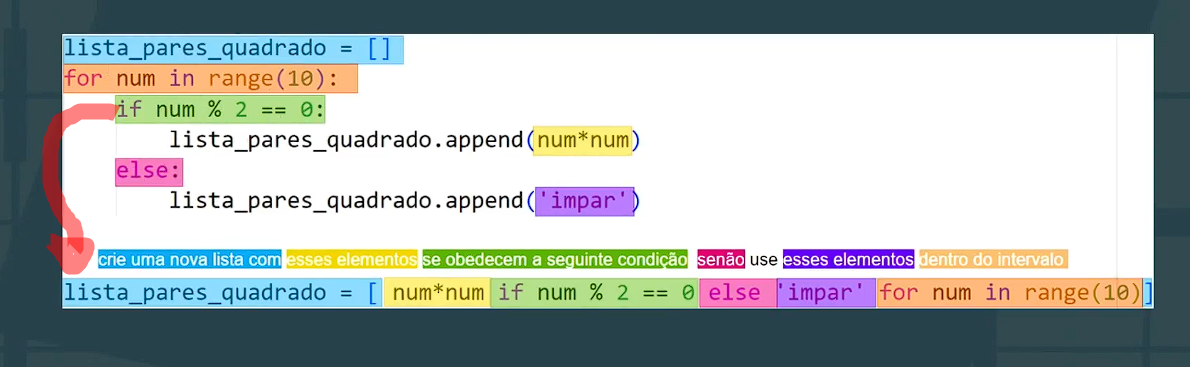 lista_pares_quadrado = []
for num in range(10):
if num % 2 == 0:
lista_pares_quadrado.append(num*num)
else:
lista_pares_quadrado.append('impar')
crie uma nova lista com esses elementos se obedecem a seguinte condição senão use esses elementos dentro do intervalo
lista_pares_quadrado = [ num*num if num % 2 == 0 else 'impar' for num in range(10)]